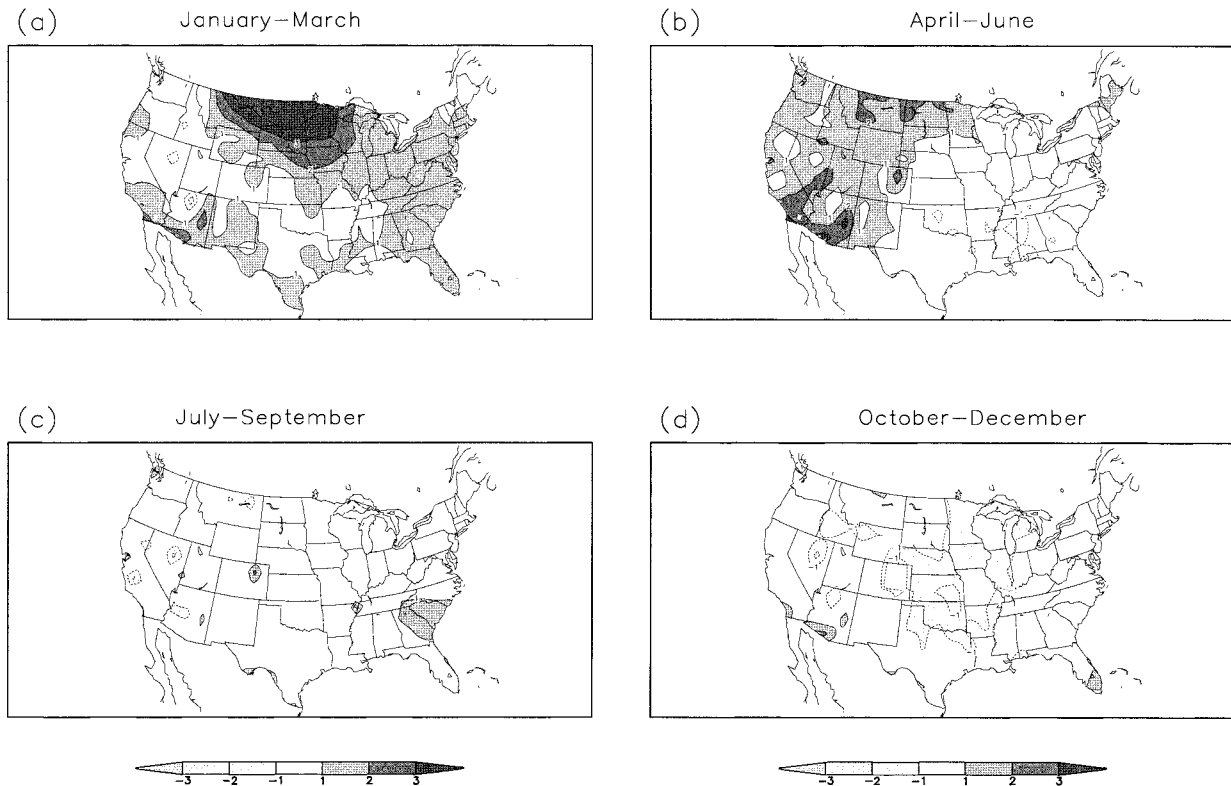 (a) January–March
(b) April–June
(c) July–September
(d) October–December
-3 -2 -1 1 2 3
-3 -2 -1 1 2 3